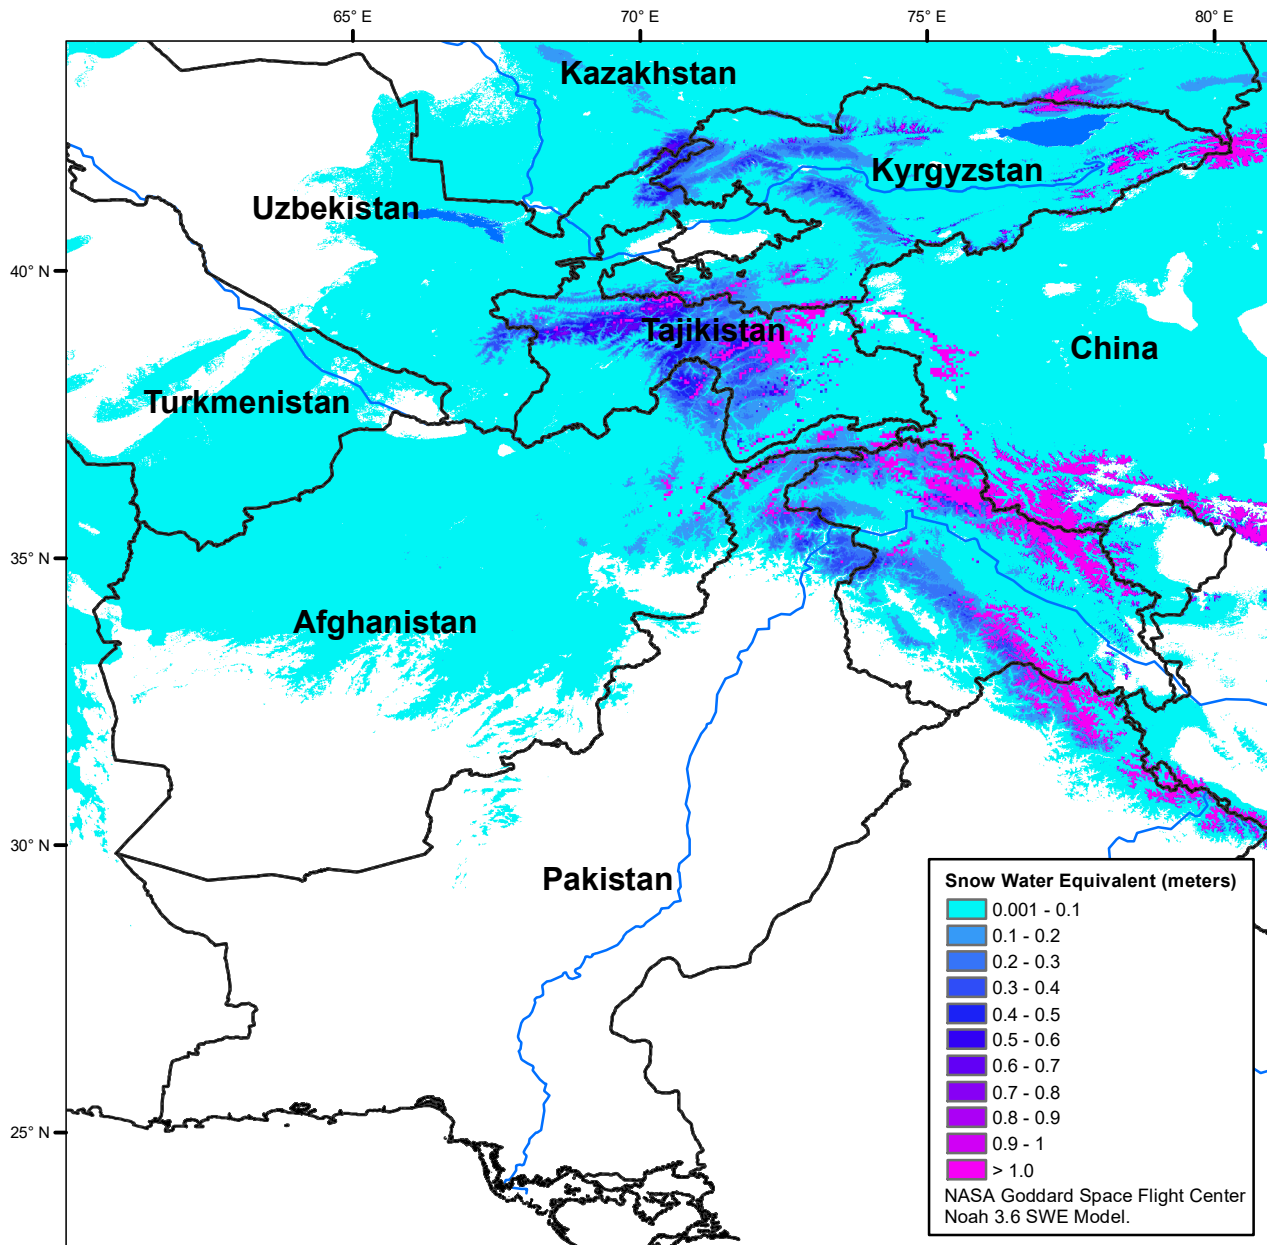 65° E
70° E
75° E
80° E
Kazakhstan
Kyrgyzstan
Uzbekistan
40° N
Tajikistan
China
Turkmenistan
35° N
Afghanistan
30° N
Pakistan
25° N
Snow Water Equivalent (meters)
0.001 - 0.1
0.1 - 0.2
0.2 - 0.3
0.3 - 0.4
0.4 - 0.5
0.5 - 0.6
0.6 - 0.7
0.7 - 0.8
0.8 - 0.9
0.9 - 1
> 1.0
NASA Goddard Space Flight Center
Noah 3.6 SWE Model.